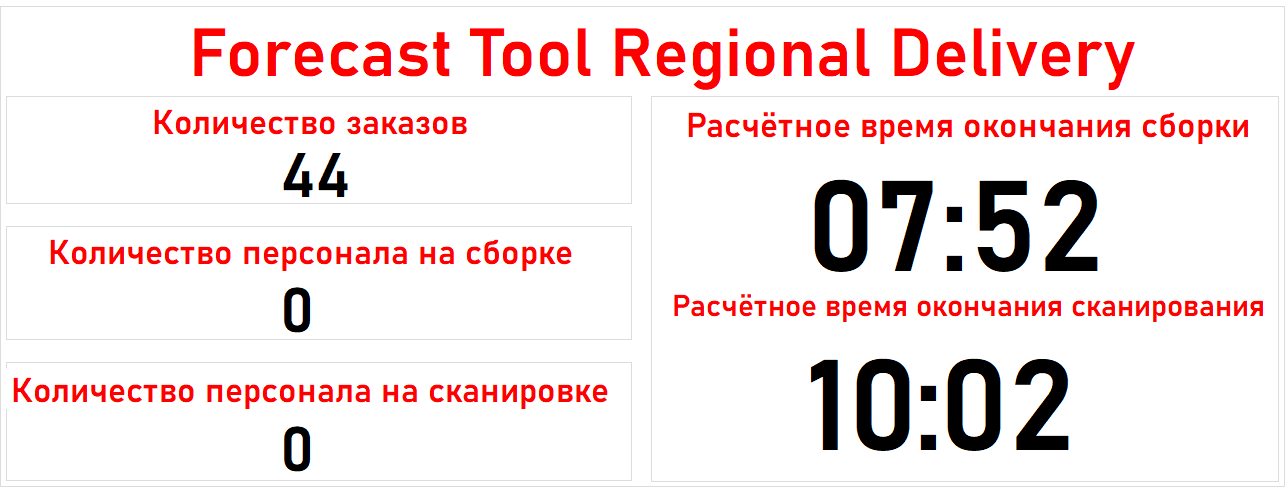 Forecast Tool Regional Delivery
Количество заказов
44
Количество персонала на сборке
0
Количество персонала на сканировке
0
Расчётное время окончания сборки
07:52
Расчётное время окончания сканирования
10:02